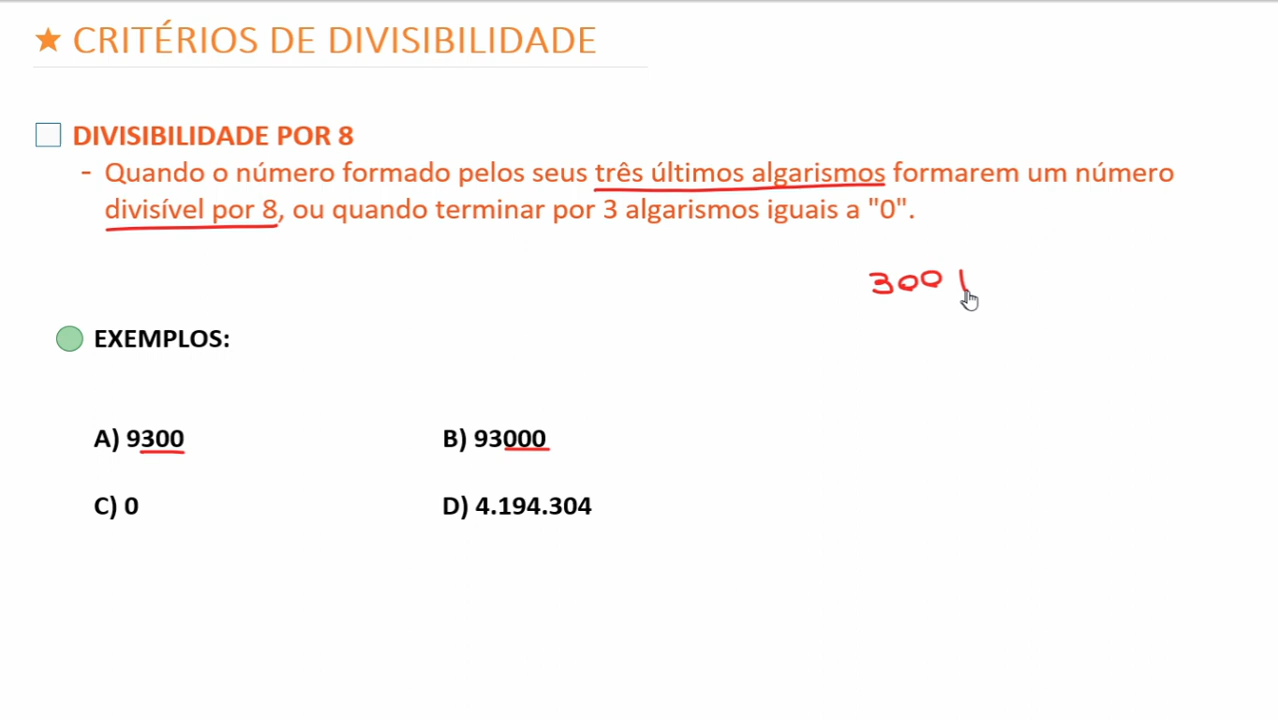 CRITÉRIOS DE DIVISIBILIDADE
DIVISIBILIDADE POR 8
- Quando o número formado pelos seus três últimos algarismos formarem um número
divisível por 8, ou quando terminar por 3 algarismos iguais a "0".
300
EXEMPLOS:
A) 9300 B) 93000
C) 0 D) 4.194.304